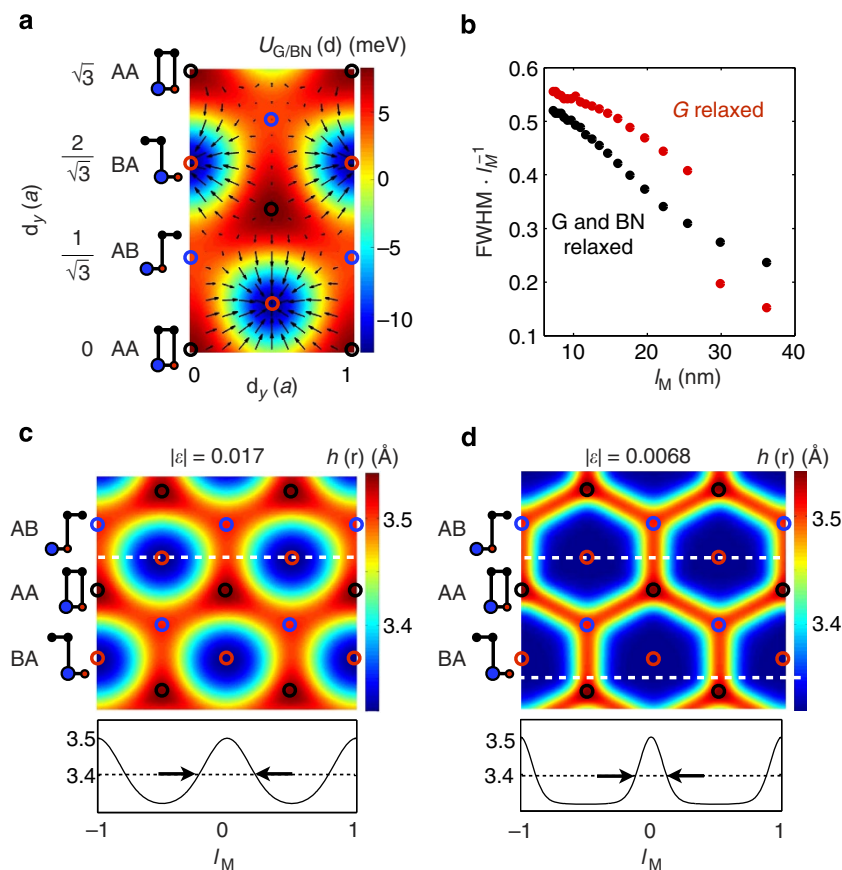 a
U_G/BN (d) (meV)
√3 AA
2/√3 BA
1/√3 AB
0 AA
d_y (a)
0 1
d_y (a)
5
0
−5
−10
b
0.6
0.5
0.4
0.3
0.2
0.1
FWHM · l_M^−1
G relaxed
G and BN
relaxed
10 20 30 40
l_M (nm)
c
|ε| = 0.017 h (r) (Å)
AB
AA
BA
3.5
3.4
3.5
3.4
−1 0 1
l_M
d
|ε| = 0.0068 h (r) (Å)
AB
AA
BA
3.5
3.4
3.5
3.4
−1 0 1
l_M